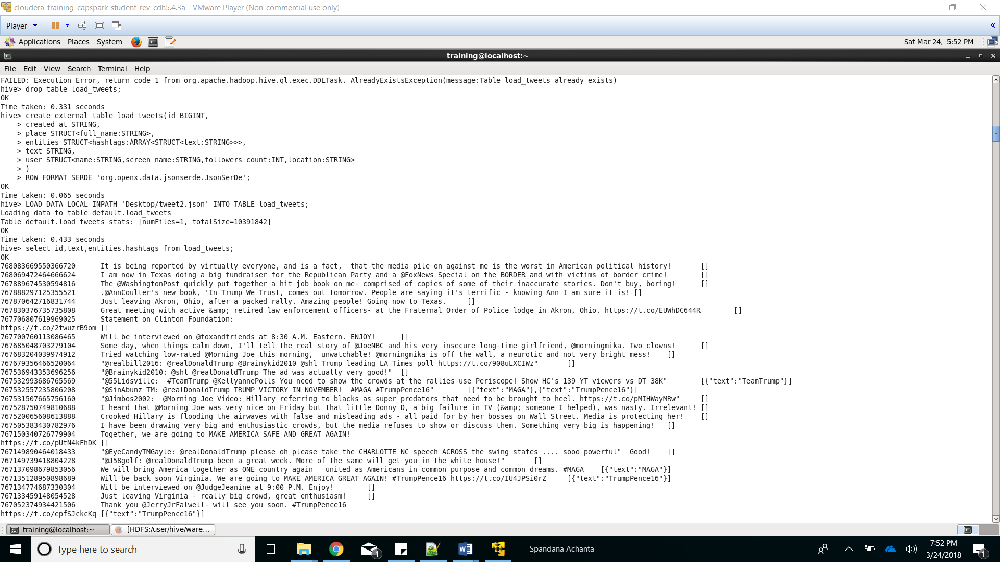 cloudera-training-capspark-student-rev_cdh5.4.3a - VMware Player (Non-commercial use only)
Player
Applications Places System Sat Mar 24, 5:52 PM
training@localhost:~
File Edit View Search Terminal Help
FAILED: Execution Error, return code 1 from org.apache.hadoop.hive.ql.exec.DDLTask. AlreadyExistsException(message:Table load_tweets already exists)
hive> drop table load_tweets;
OK
Time taken: 0.331 seconds
hive> create external table load_tweets(id BIGINT,
    > created_at STRING,
    > place STRUCT<full_name:STRING>,
    > entities STRUCT<hashtags:ARRAY<STRUCT<text:STRING>>>,
    > text STRING,
    > user STRUCT<name:STRING,screen_name:STRING,followers_count:INT,location:STRING>
    > )
    > ROW FORMAT SERDE 'org.openx.data.jsonserde.JsonSerDe';
OK
Time taken: 0.065 seconds
hive> LOAD DATA LOCAL INPATH 'Desktop/tweet2.json' INTO TABLE load_tweets;
Loading data to table default.load_tweets
Table default.load_tweets stats: [numFiles=1, totalSize=10391842]
OK
Time taken: 0.433 seconds
hive> select id,text,entities.hashtags from load_tweets;
OK
768083669550366720 It is being reported by virtually everyone, and is a fact,  that the media pile on against me is the worst in American political history! []
768069472464666624 I am now in Texas doing a big fundraiser for the Republican Party and a @FoxNews Special on the BORDER and with victims of border crime! []
767889674530594816 The @WashingtonPost quickly put together a hit job book on me- comprised of copies of some of their inaccurate stories. Don't buy, boring! []
767888297125355521 .@AnnCoulter's new book, 'In Trump We Trust, comes out tomorrow. People are saying it's terrific - knowing Ann I am sure it is! []
767870642716831744 Just leaving Akron, Ohio, after a packed rally. Amazing people! Going now to Texas. []
767830376735735808 Great meeting with active &amp; retired law enforcement officers- at the Fraternal Order of Police lodge in Akron, Ohio. https://t.co/EUWhDC644R []
767706807619969025 Statement on Clinton Foundation:
https://t.co/2twuzrB9om []
767700760113086465 Will be interviewed on @foxandfriends at 8:30 A.M. Eastern. ENJOY! []
767685048703279104 Some day, when things calm down, I'll tell the real story of @JoeNBC and his very insecure long-time girlfriend, @morningmika. Two clowns! []
767683204039974912 Tried watching low-rated @Morning_Joe this morning,  unwatchable! @morningmika is off the wall, a neurotic and not very bright mess! []
767679356466520064 "@realbill2016: @realDonaldTrump @Brainykid2010 @shl Trump leading LA Times poll https://t.co/908uLXCIWz" []
767536943353696256 "@Brainykid2010: @shl @realDonaldTrump The ad was actually very good!" []
767532993686765569 "@55Lidsville:  #TeamTrump @KellyannePolls You need to show the crowds at the rallies use Periscope! Show HC's 139 YT viewers vs DT 38K" [{"text":"TeamTrump"}]
767532557235806208 "@SinAbunz_TM: @realDonaldTrump TRUMP VICTORY IN NOVEMBER!  #MAGA #TrumpPence16" [{"text":"MAGA"},{"text":"TrumpPence16"}]
767531507665756160 "@Jimbos2002:  @Morning_Joe Video: Hillary referring to blacks as super predators that need to be brought to heel. https://t.co/pMIHWayMRw" []
767528750749810688 I heard that @Morning_Joe was very nice on Friday but that little Donny D, a big failure in TV (&amp; someone I helped), was nasty. Irrelevant! []
767520065608613888 Crooked Hillary is flooding the airwaves with false and misleading ads - all paid for by her bosses on Wall Street. Media is protecting her! []
767505383430782976 I have been drawing very big and enthusiastic crowds, but the media refuses to show or discuss them. Something very big is happening! []
767150340726779904 Together, we are going to MAKE AMERICA SAFE AND GREAT AGAIN!
https://t.co/pUtN4kFhDK []
767149890464018433 "@EyeCandyTMGayle: @realDonaldTrump please oh please take the CHARLOTTE NC speech ACROSS the swing states .... sooo powerful"  Good! []
767149739418804228 "@J58golf: @realDonaldTrump been a great week. More of the same will get you in the white house!" []
767137098679853056 We will bring America together as ONE country again – united as Americans in common purpose and common dreams. #MAGA [{"text":"MAGA"}]
767135128950898689 Will be back soon Virginia. We are going to MAKE AMERICA GREAT AGAIN! #TrumpPence16 https://t.co/IU4JPSi0rZ [{"text":"TrumpPence16"}]
767134774687330304 Will be interviewed on @JudgeJeanine at 9:00 P.M. Enjoy! []
767133459148054528 Just leaving Virginia - really big crowd, great enthusiasm! []
767052374934421506 Thank you @JerryJrFalwell- will see you soon. #TrumpPence16
https://t.co/epfSJckcKq [{"text":"TrumpPence16"}]
training@localhost:~ [HDFS:/user/hive/ware...
Type here to search 1 Spandana Achanta 7:52 PM
3/24/2018 1